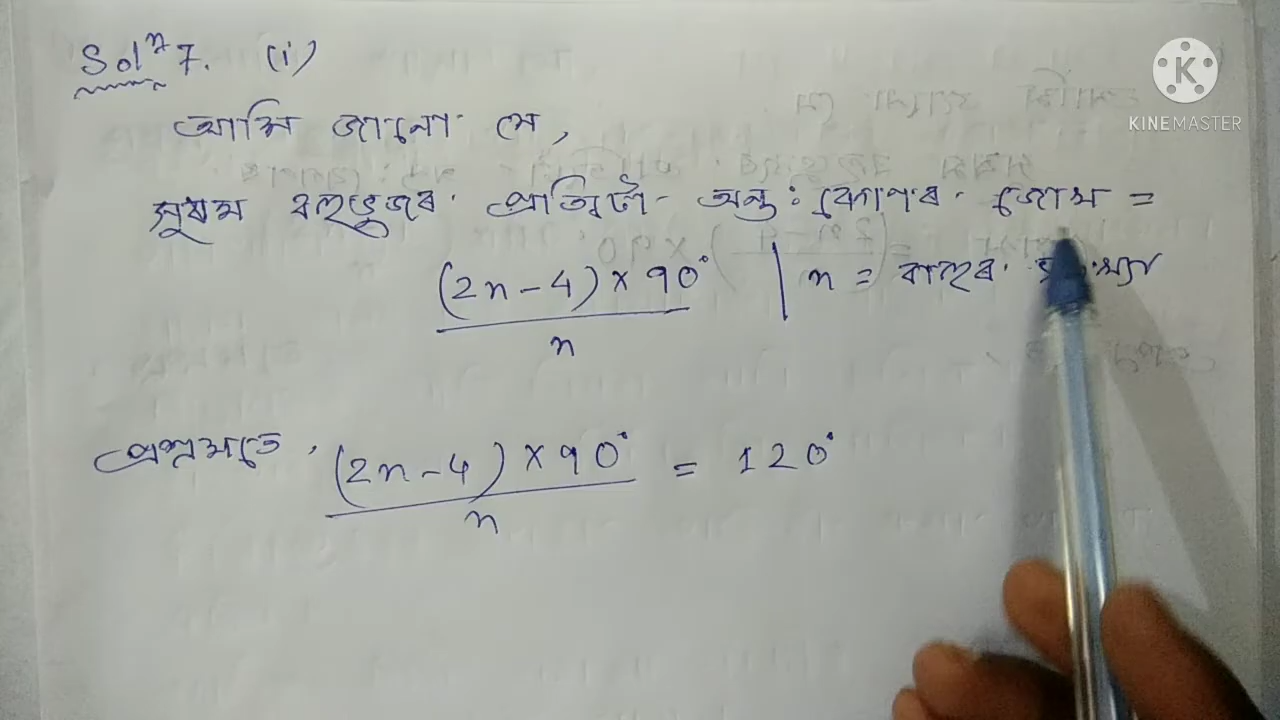 Solⁿ 7. (i)
আমি জানো যে,
সুষম বহুভুজৰ প্ৰতিটো অন্তঃকোণৰ জোখ =
(2n-4)×90° / n | n = বাহুৰ সংখ্যা
প্ৰশ্নমতে, (2n-4)×90° / n = 120°
K
KINEMASTER